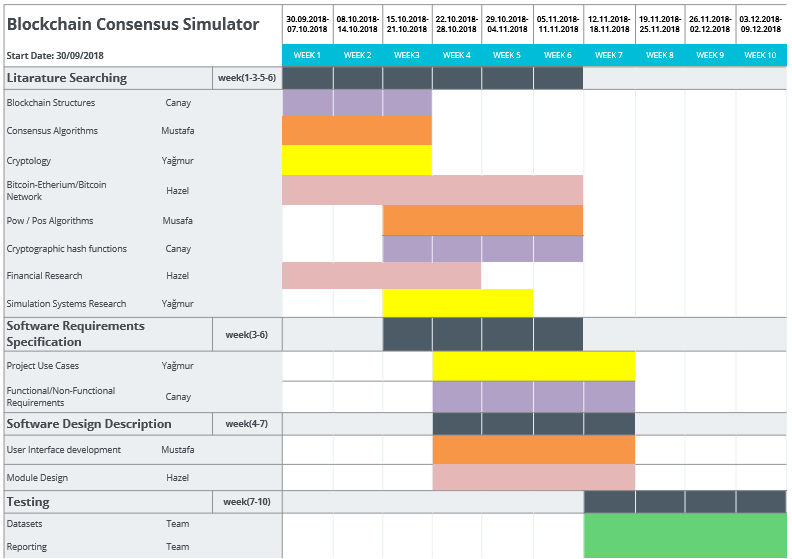 Blockchain Consensus Simulator
30.09.2018- 08.10.2018- 15.10.2018- 22.10.2018- 29.10.2018- 05.11.2018- 12.11.2018- 19.11.2018- 26.11.2018- 03.12.2018-
07.10.2018 14.10.2018 21.10.2018 28.10.2018 04.11.2018 11.11.2018 18.11.2018 25.11.2018 02.12.2018 09.12.2018
Start Date: 30/09/2018 WEEK 1 WEEK 2 WEEK3 WEEK 4 WEEK 5 WEEK 6 WEEK 7 WEEK 8 WEEK 9 WEEK 10
Litarature Searching week(1-3-5-6)
Blockchain Structures Canay
Consensus Algorithms Mustafa
Cryptology Yağmur
Bitcoin-Etherium/Bitcoin
Network Hazel
Pow / Pos Algorithms Musafa
Cryptographic hash functions Canay
Financial Research Hazel
Simulation Systems Research Yağmur
Software Requirements
Specification week(3-6)
Project Use Cases Yağmur
Functional/Non-Functional
Requirements Canay
Software Design Description week(4-7)
User Interface development Mustafa
Module Design Hazel
Testing week(7-10)
Datasets Team
Reporting Team